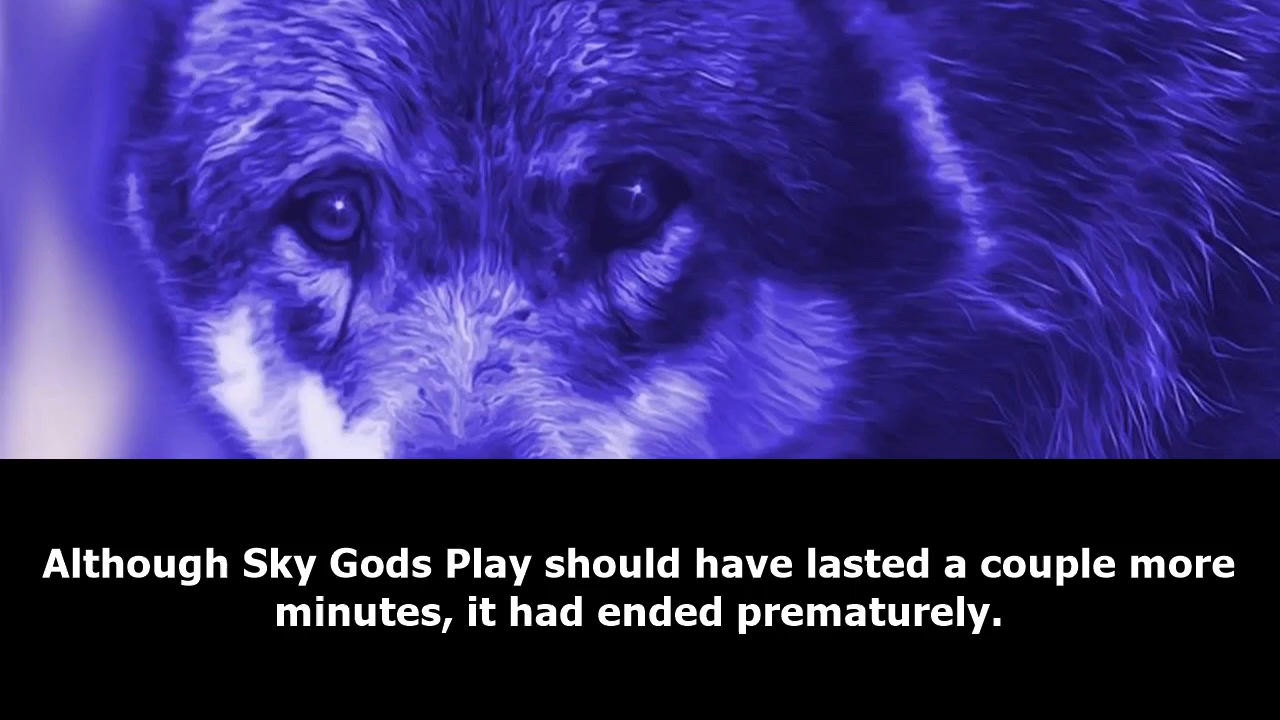 Although Sky Gods Play should have lasted a couple more
minutes, it had ended prematurely.